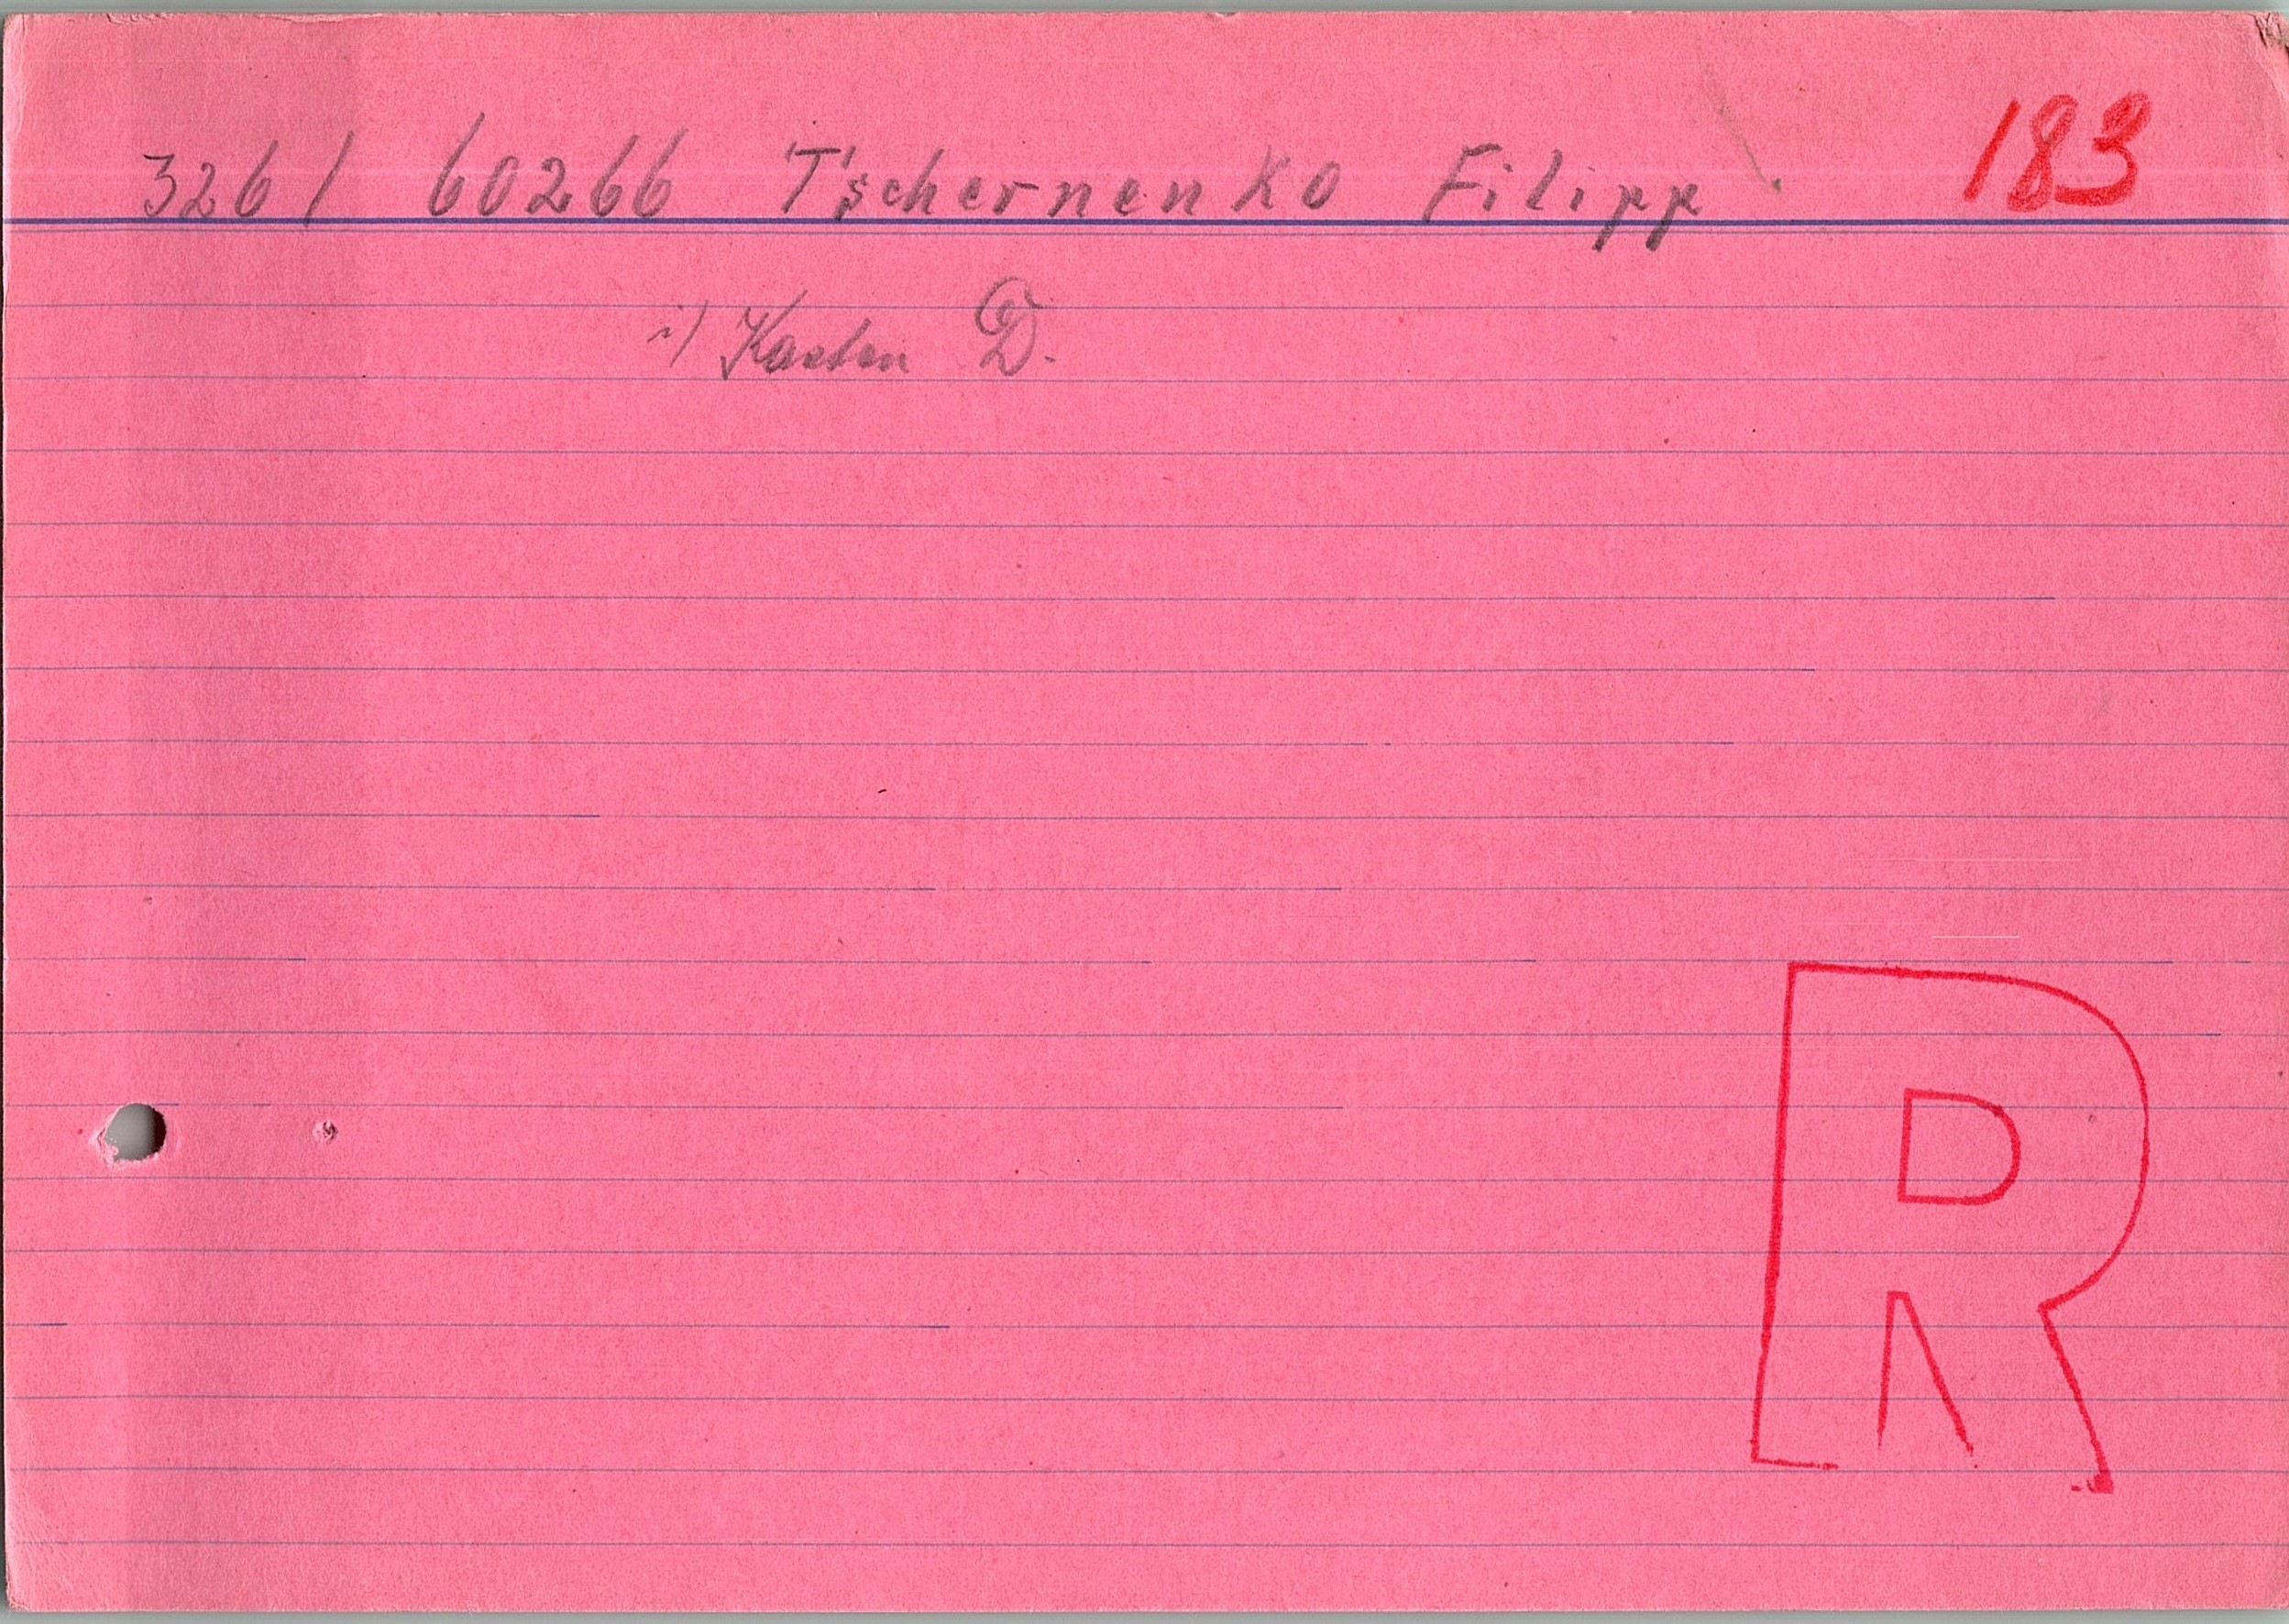 326/ 60266 Tschernenko Filipp 183
i) Kasten D.
R